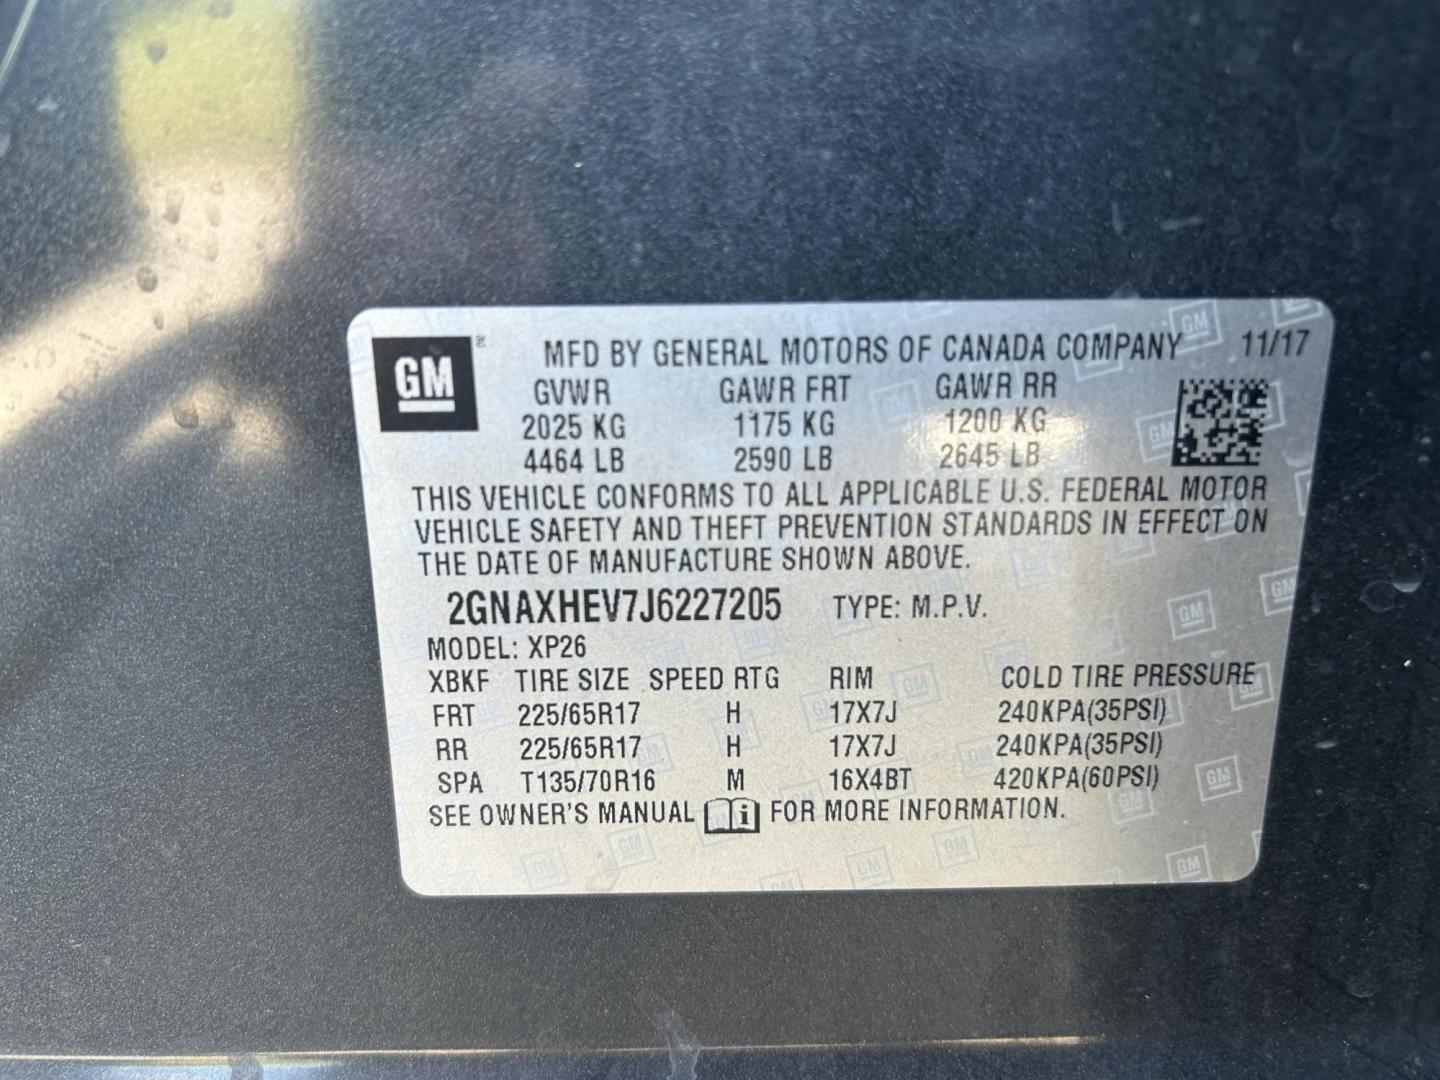 GM
MFD BY GENERAL MOTORS OF CANADA COMPANY 11/17
GVWR GAWR FRT GAWR RR
2025 KG 1175 KG 1200 KG
4464 LB 2590 LB 2645 LB
THIS VEHICLE CONFORMS TO ALL APPLICABLE U.S. FEDERAL MOTOR
VEHICLE SAFETY AND THEFT PREVENTION STANDARDS IN EFFECT ON
THE DATE OF MANUFACTURE SHOWN ABOVE.
2GNAXHEV7J6227205 TYPE: M.P.V.
MODEL: XP26
XBKF TIRE SIZE SPEED RTG RIM COLD TIRE PRESSURE
FRT 225/65R17 H 17X7J 240KPA(35PSI)
RR 225/65R17 H 17X7J 240KPA(35PSI)
SPA T135/70R16 M 16X4BT 420KPA(60PSI)
SEE OWNER'S MANUAL i FOR MORE INFORMATION.